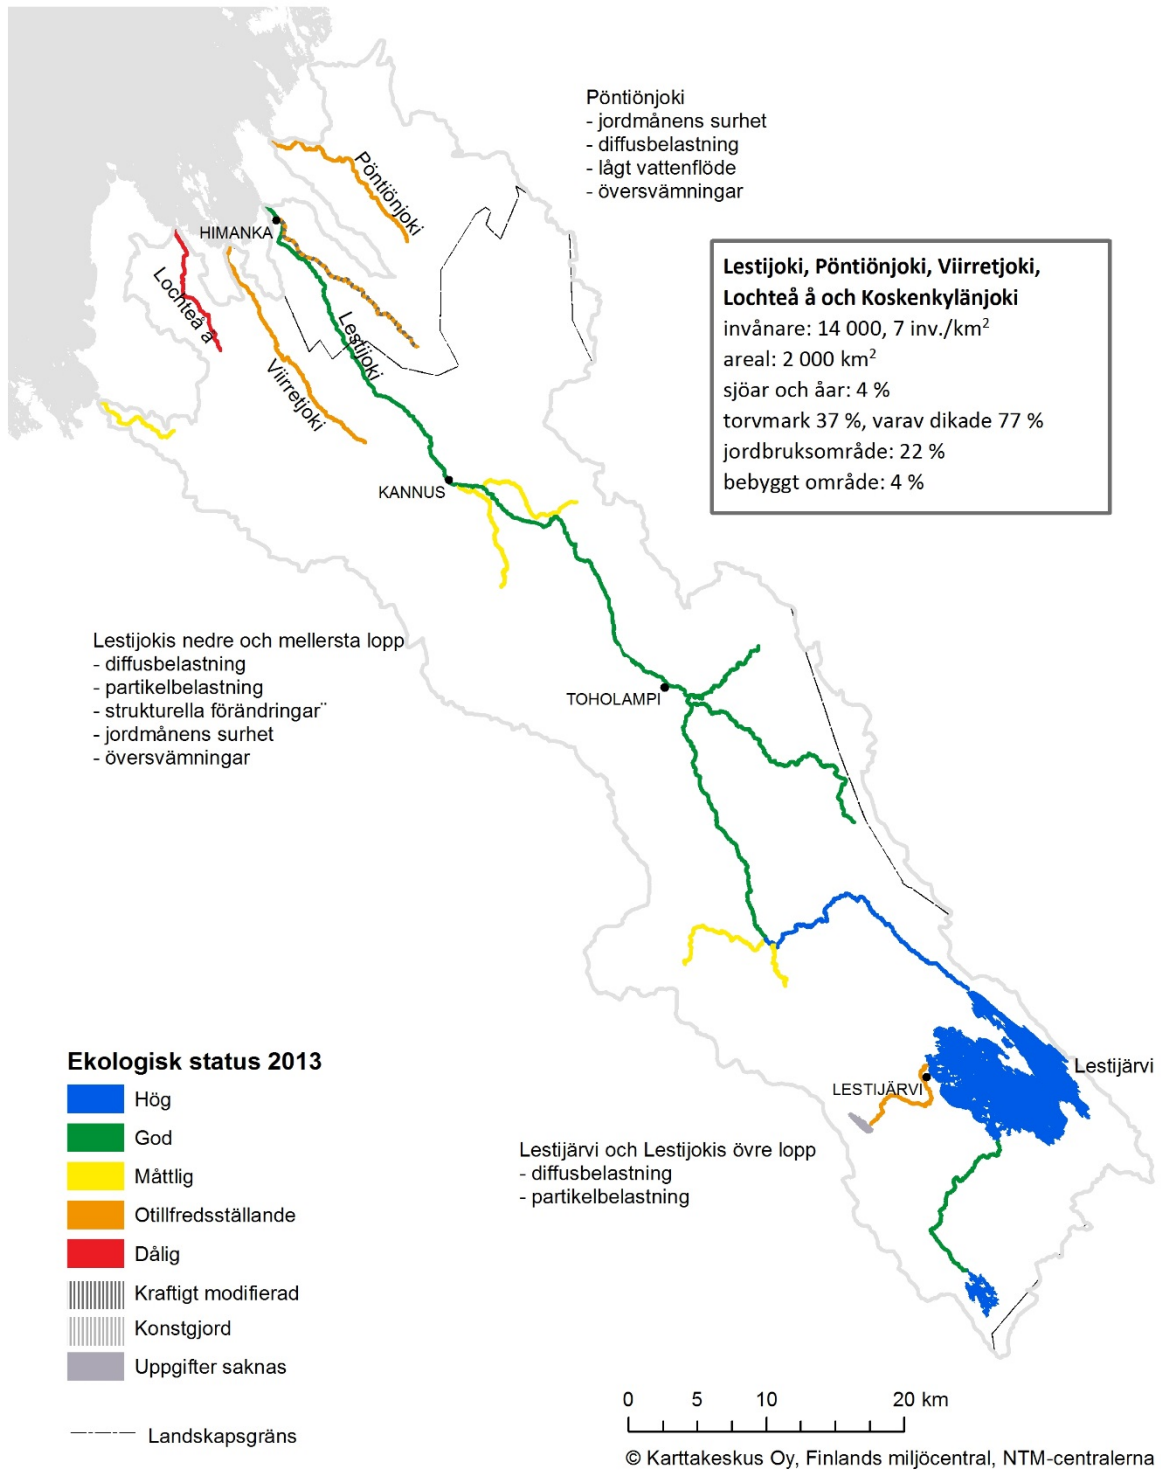 Pöntiönjoki
- jordmånens surhet
- diffusbelastning
- lågt vattenflöde
- översvämningar
Pöntiönjoki
HIMANKA
Lochteå å
Lestijoki
Viirretjoki
Lestijoki, Pöntiönjoki, Viirretjoki,
Lochteå å och Koskenkylänjoki
invånare: 14 000, 7 inv./km²
areal: 2 000 km²
sjöar och åar: 4 %
torvmark 37 %, varav dikade 77 %
jordbruksområde: 22 %
bebyggt område: 4 %
KANNUS
Lestijokis nedre och mellersta lopp
- diffusbelastning
- partikelbelastning
- strukturella förändringar¨
- jordmånens surhet
- översvämningar
TOHOLAMPI
Lestijärvi
LESTIJÄRVI
Lestijärvi och Lestijokis övre lopp
- diffusbelastning
- partikelbelastning
Ekologisk status 2013
Hög
God
Måttlig
Otillfredsställande
Dålig
Kraftigt modifierad
Konstgjord
Uppgifter saknas
Landskapsgräns
0 5 10 20 km
© Karttakeskus Oy, Finlands miljöcentral, NTM-centralerna